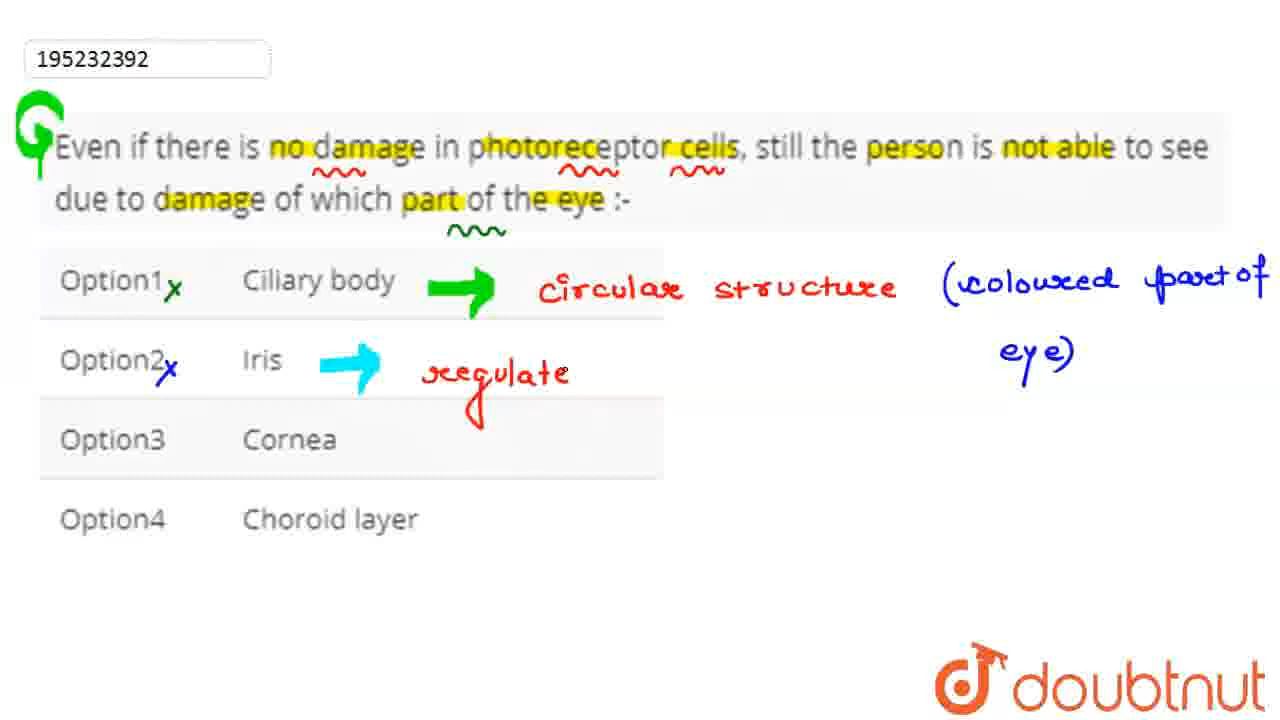 195232392
Even if there is no damage in photoreceptor cells, still the person is not able to see
due to damage of which part of the eye :-
Option1 x Ciliary body → circular structure (coloured part of
eye)
Option2 x Iris → regulate
Option3 Cornea
Option4 Choroid layer
doubtnut